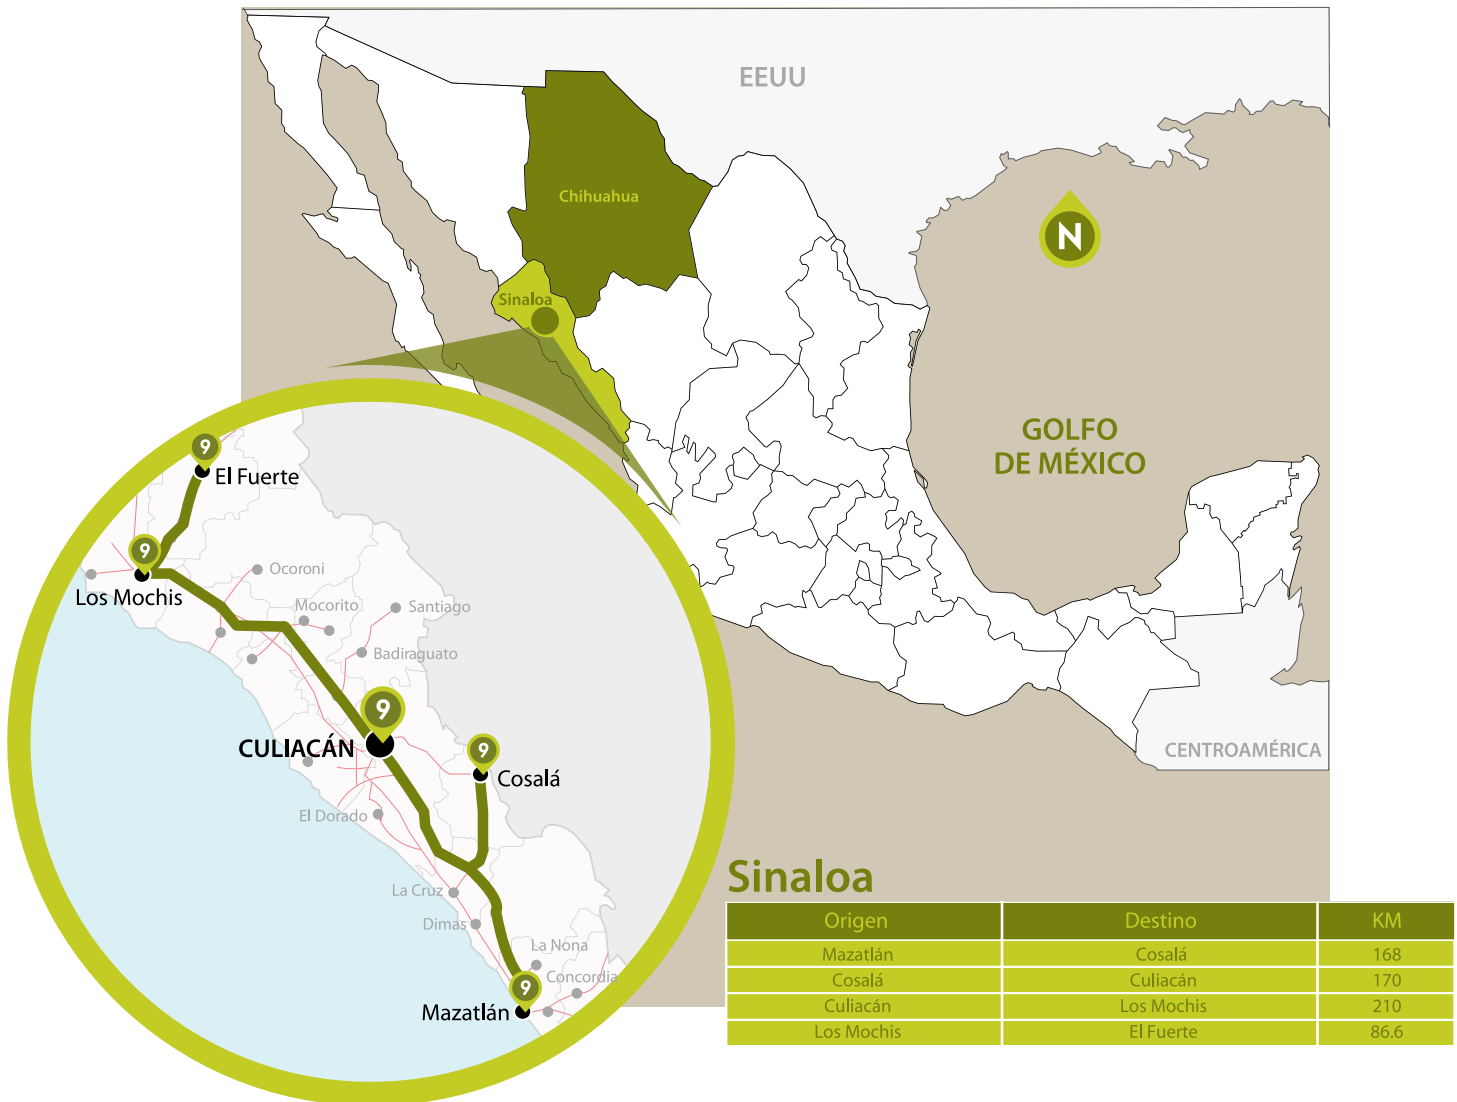 EEUU
Chihuahua
N
Sinaloa
GOLFO
DE MÉXICO
CENTROAMÉRICA
9
El Fuerte
9
Los Mochis
Ocoroni
Mocorito
Santiago
Badiraguato
9
CULIACÁN
9
Cosalá
El Dorado
La Cruz
Dimas
La Nona
Concordia
9
Mazatlán
Sinaloa
Origen Destino KM
Mazatlán Cosalá 168
Cosalá Culiacán 170
Culiacán Los Mochis 210
Los Mochis El Fuerte 86.6